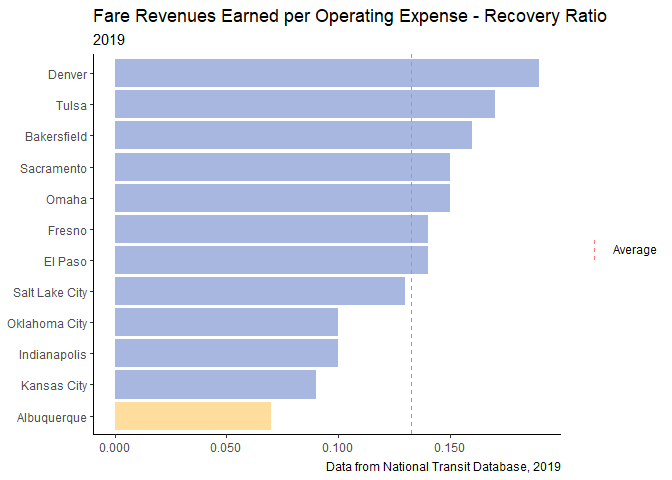 Fare Revenues Earned per Operating Expense - Recovery Ratio
2019
Denver
Tulsa
Bakersfield
Sacramento
Omaha
Fresno
El Paso
Salt Lake City
Oklahoma City
Indianapolis
Kansas City
Albuquerque
Average
0.000 0.050 0.100 0.150
Data from National Transit Database, 2019